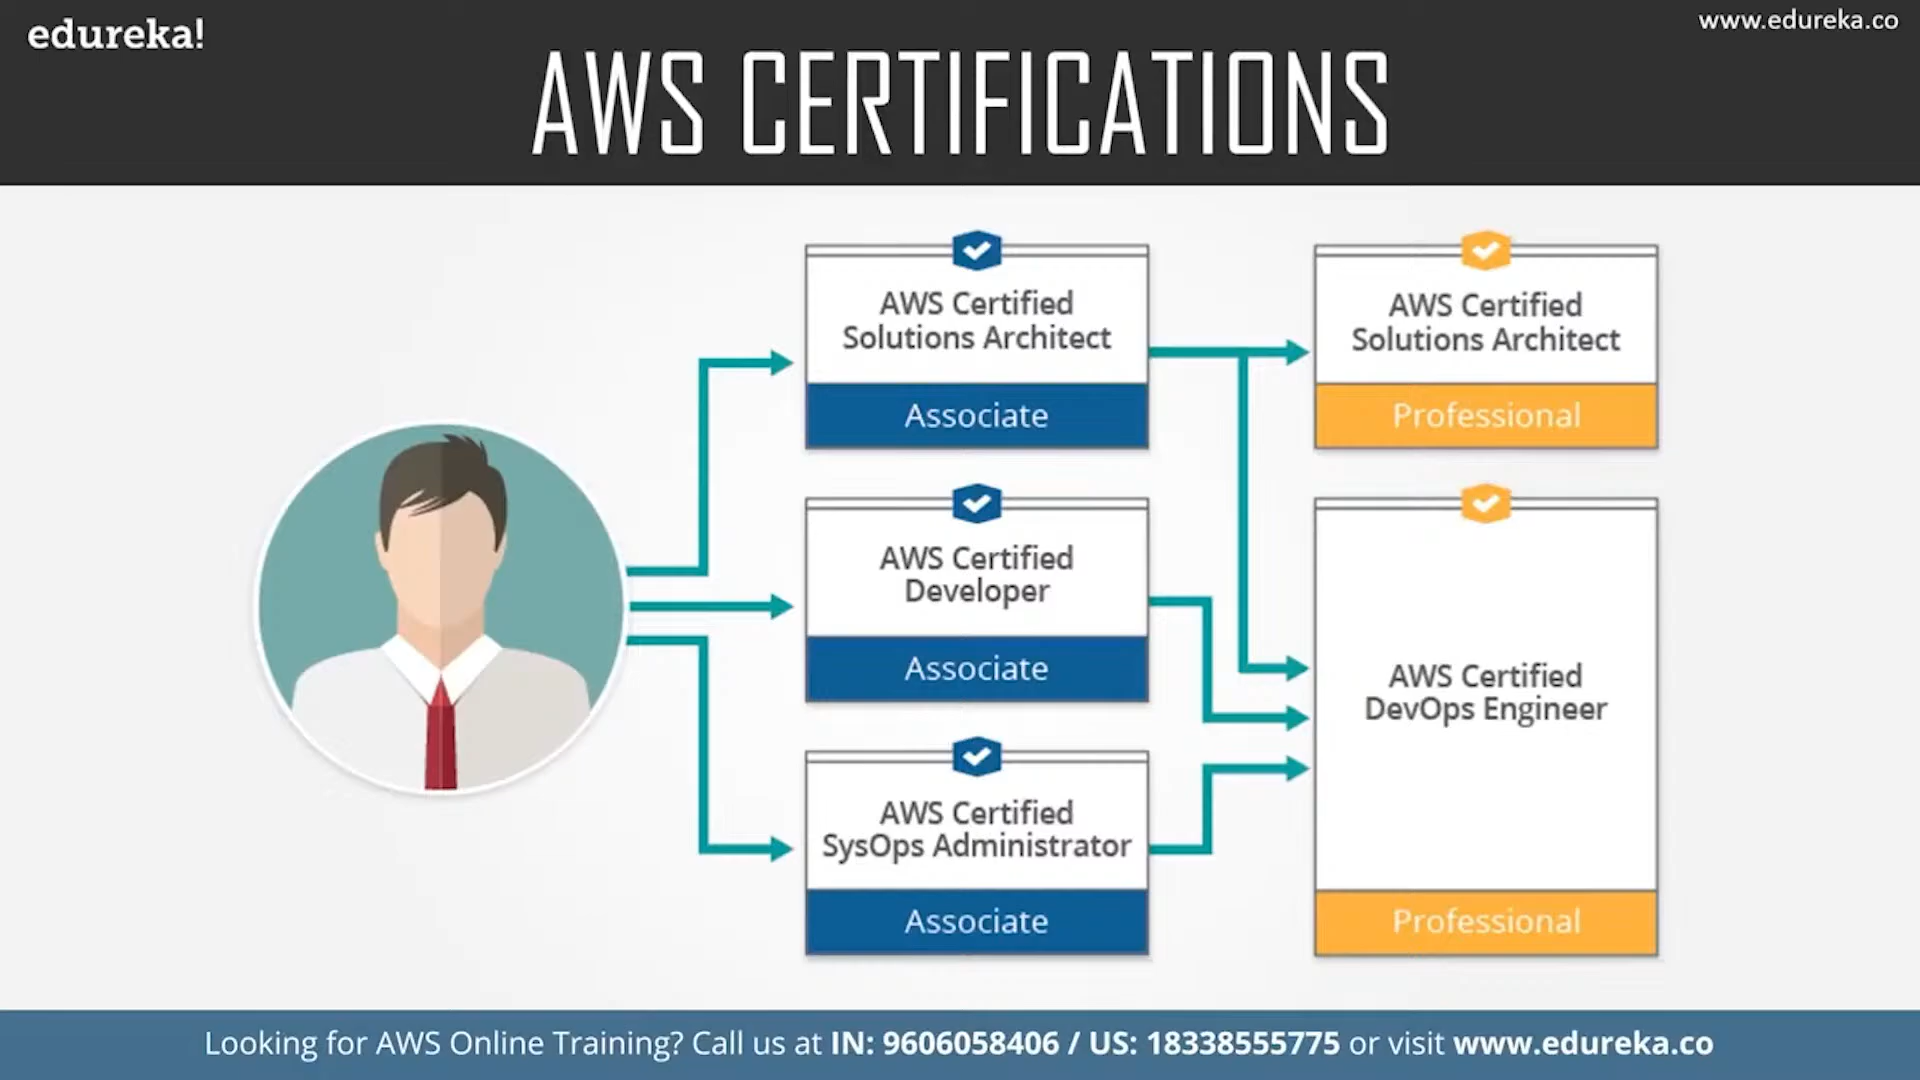 edureka!
www.edureka.co
AWS CERTIFICATIONS
AWS Certified
Solutions Architect
Associate
AWS Certified
Solutions Architect
Professional
AWS Certified
Developer
Associate
AWS Certified
DevOps Engineer
Professional
AWS Certified
SysOps Administrator
Associate
Looking for AWS Online Training? Call us at IN: 9606058406 / US: 18338555775 or visit www.edureka.co